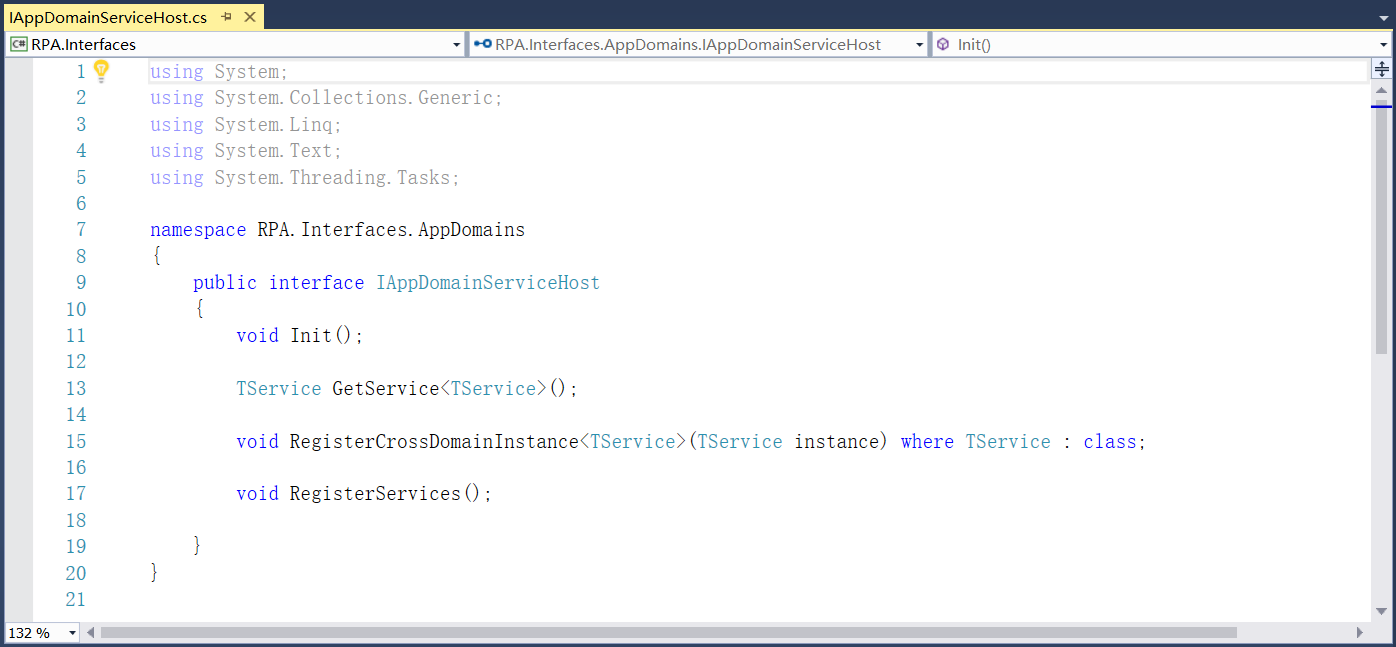 IAppDomainServiceHost.cs
C# RPA.Interfaces
RPA.Interfaces.AppDomains.IAppDomainServiceHost
Init()
1 using System;
2 using System.Collections.Generic;
3 using System.Linq;
4 using System.Text;
5 using System.Threading.Tasks;
6
7 namespace RPA.Interfaces.AppDomains
8 {
9 public interface IAppDomainServiceHost
10 {
11 void Init();
12
13 TService GetService<TService>();
14
15 void RegisterCrossDomainInstance<TService>(TService instance) where TService : class;
16
17 void RegisterServices();
18
19 }
20 }
21
132 %